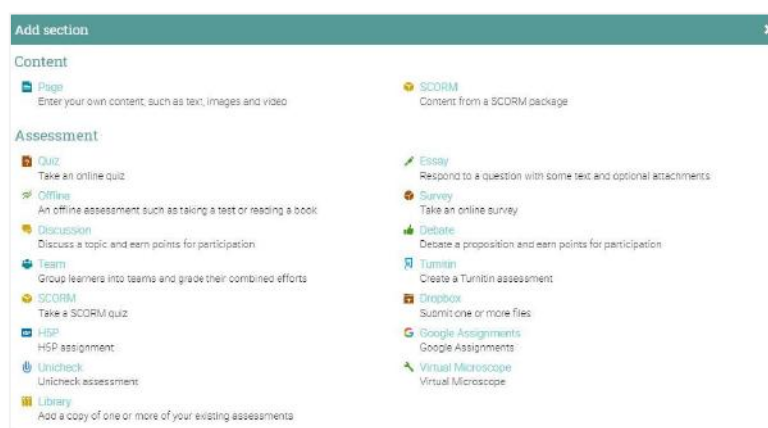 Add section
Content
Page
Enter your own content, such as text, images and video
SCORM
Content from a SCORM package
Assessment
Quiz
Take an online quiz
Essay
Respond to a question with some text and optional attachments
Offline
An offline assessment such as taking a test or reading a book
Survey
Take an online survey
Discussion
Discuss a topic and earn points for participation
Debate
Debate a proposition and earn points for participation
Team
Group learners into teams and grade their combined efforts
Turnitin
Create a Turnitin assessment
SCORM
Take a SCORM quiz
Dropbox
Submit one or more files
H5P
H5P assignment
Google Assignments
Google Assignments
Unicheck
Unicheck assessment
Virtual Microscope
Virtual Microscope
Library
Add a copy of one or more of your existing assessments